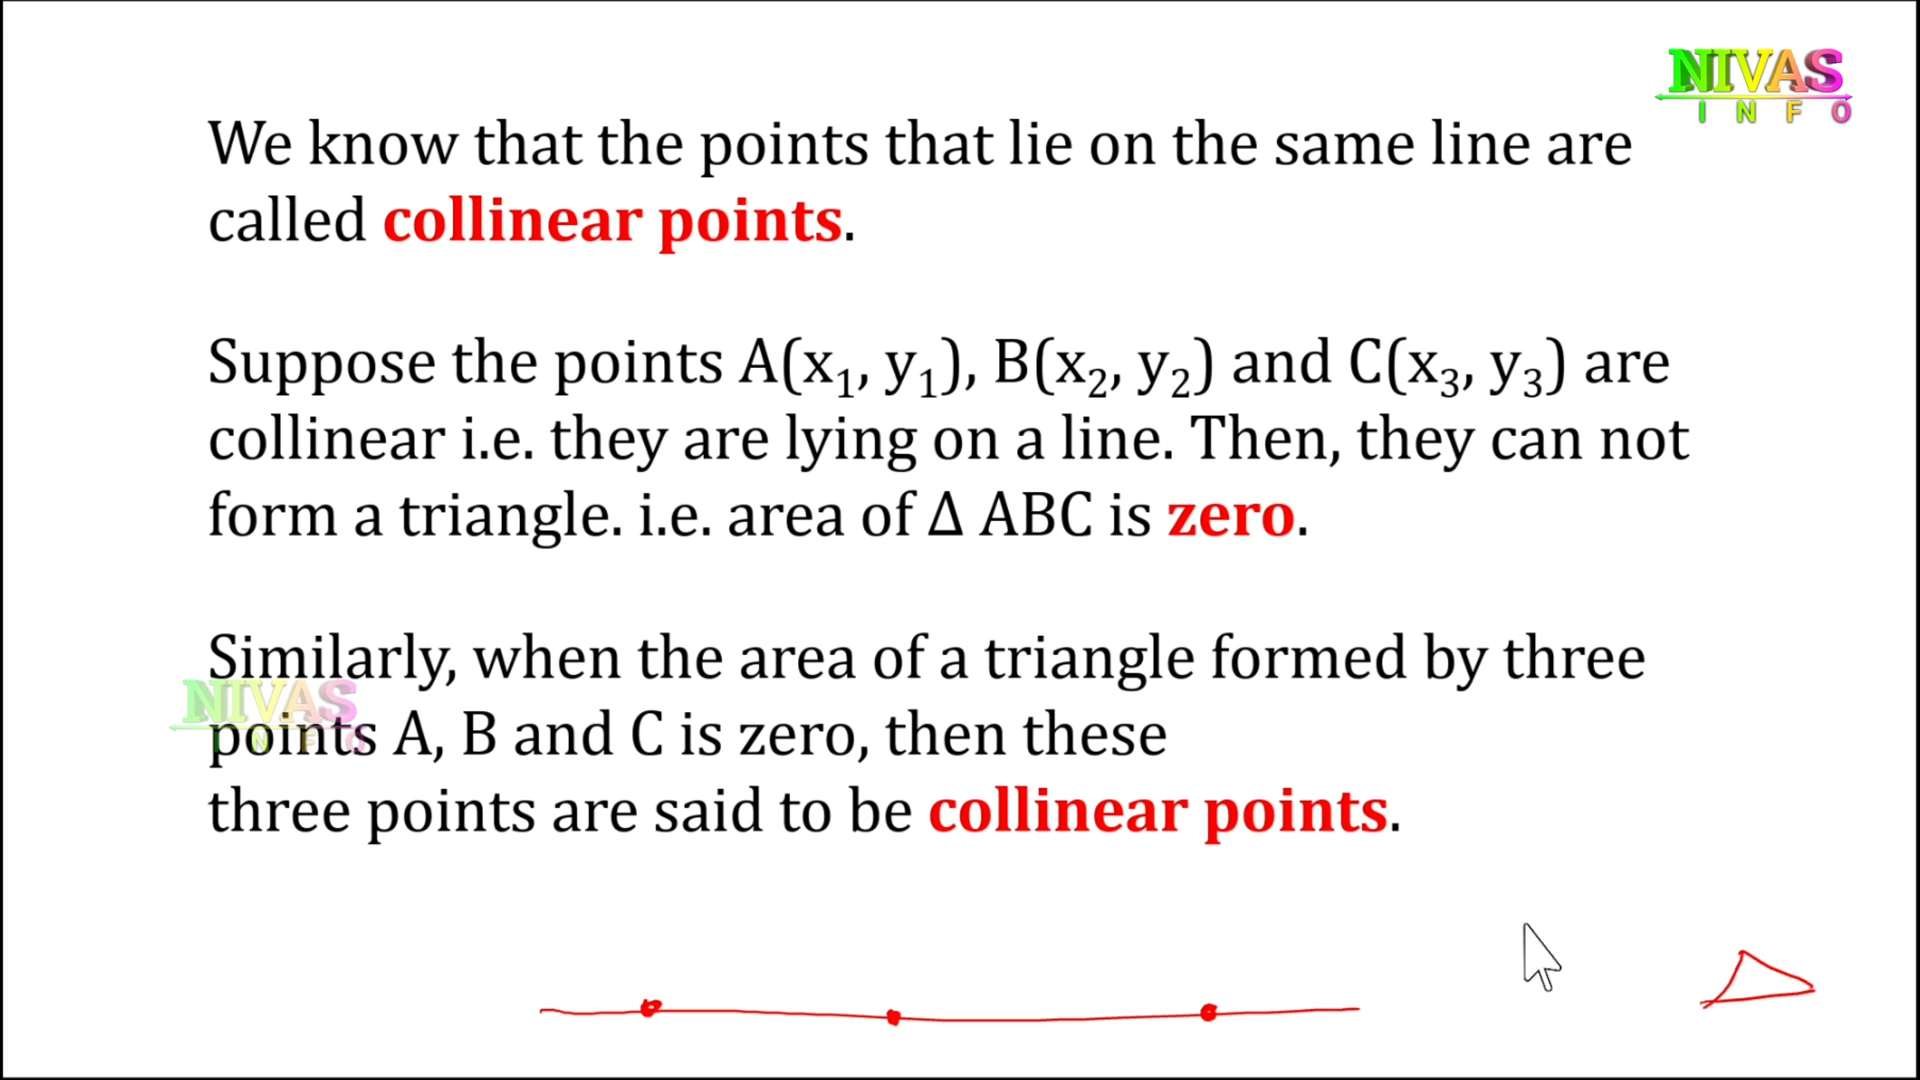 NIVAS
INFO
We know that the points that lie on the same line are
called collinear points.
Suppose the points A(x₁, y₁), B(x₂, y₂) and C(x₃, y₃) are
collinear i.e. they are lying on a line. Then, they can not
form a triangle. i.e. area of Δ ABC is zero.
Similarly, when the area of a triangle formed by three
NIVAS
points A, B and C is zero, then these
INFO
three points are said to be collinear points.